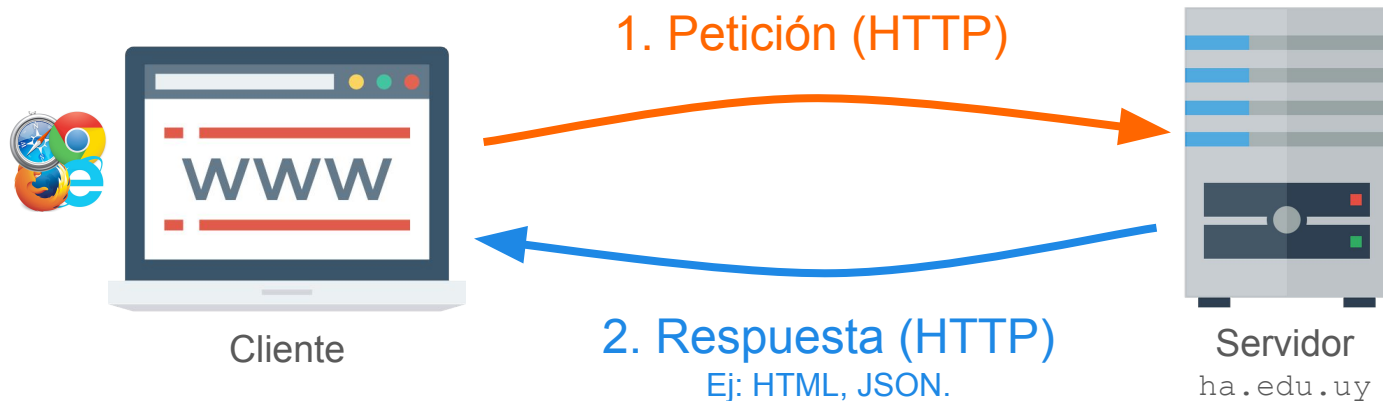 1. Petición (HTTP)
WWW
Cliente
2. Respuesta (HTTP)
Ej: HTML, JSON.
Servidor
ha.edu.uy